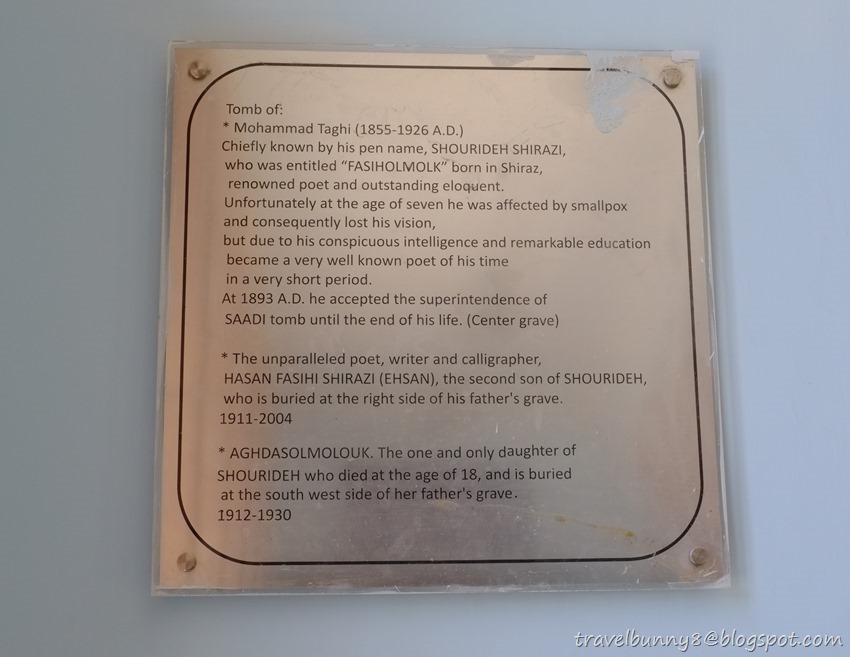 Tomb of:
* Mohammad Taghi (1855-1926 A.D.)
Chiefly known by his pen name, SHOURIDEH SHIRAZI,
who was entitled “FASIHOLMOLK” born in Shiraz,
renowned poet and outstanding eloquent.
Unfortunately at the age of seven he was affected by smallpox
and consequently lost his vision,
but due to his conspicuous intelligence and remarkable education
became a very well known poet of his time
in a very short period.
At 1893 A.D. he accepted the superintendence of
SAADI tomb until the end of his life. (Center grave)
* The unparalleled poet, writer and calligrapher,
HASAN FASIHI SHIRAZI (EHSAN), the second son of SHOURIDEH,
who is buried at the right side of his father's grave.
1911-2004
* AGHDASOLMOLOUK. The one and only daughter of
SHOURIDEH who died at the age of 18, and is buried
at the south west side of her father's grave.
1912-1930
travelbunny8@blogspot.com